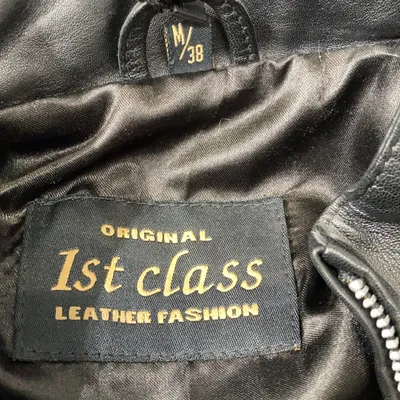 M/38
ORIGINAL
1st class
LEATHER FASHION